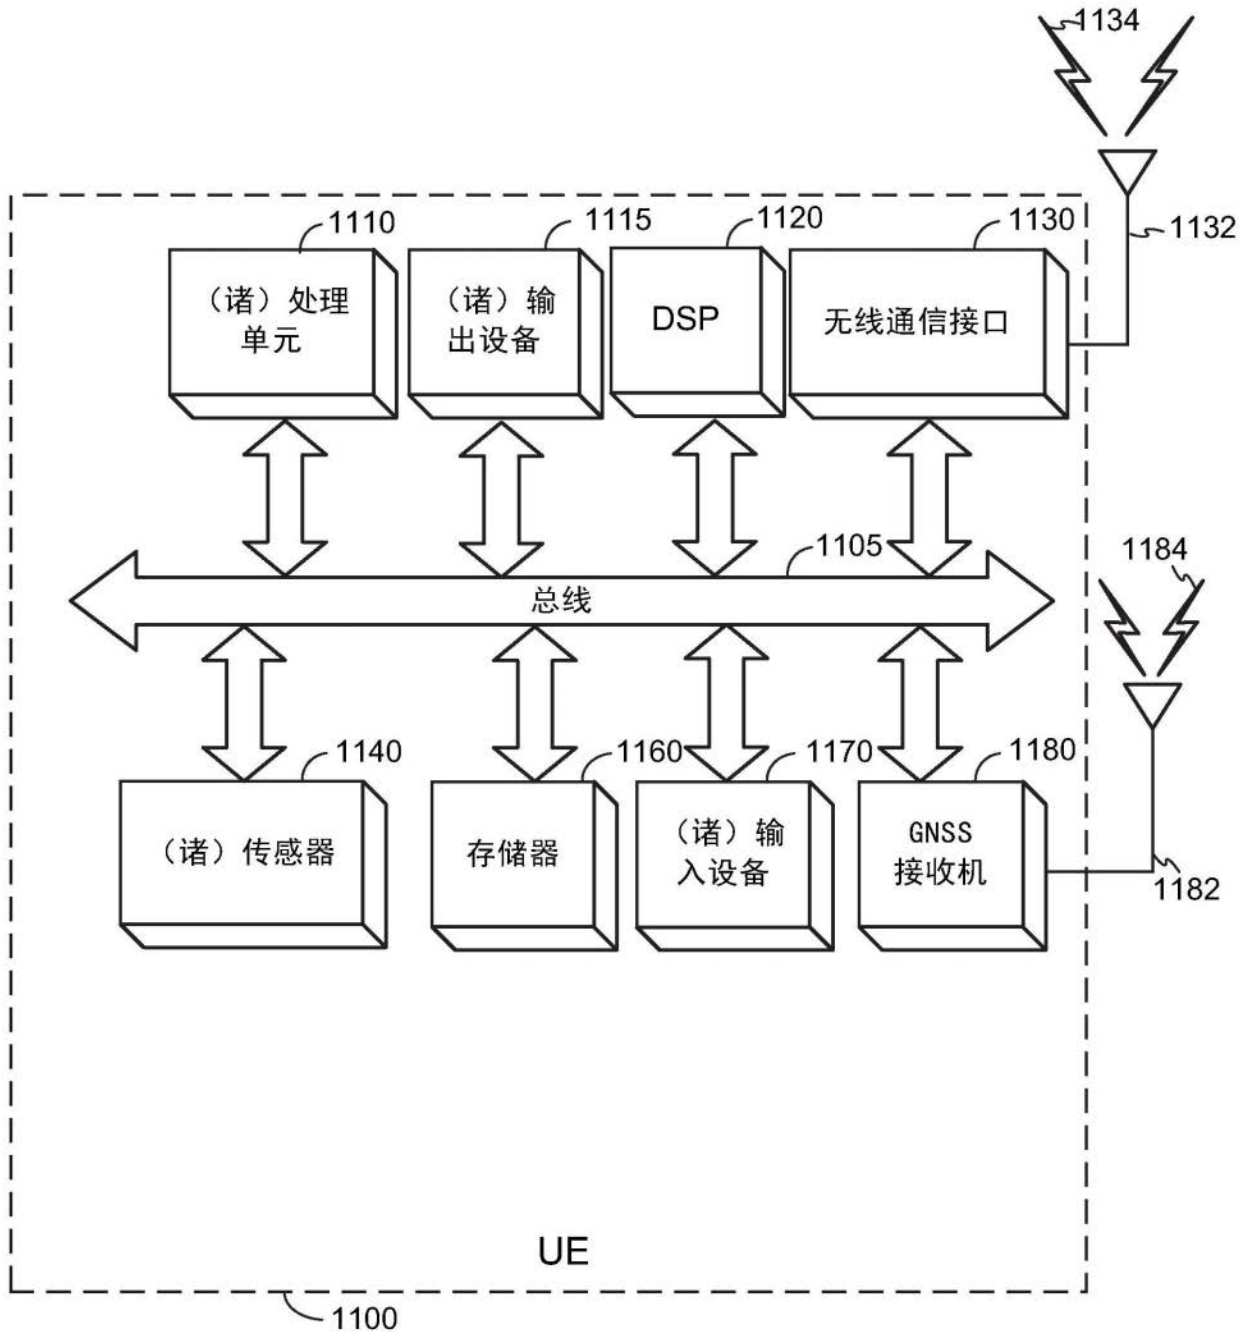 1134
1132
1110
1115
1120
1130
（诸）处理
单元
（诸）输
出设备
DSP
无线通信接口
1105
总线
1184
1182
1140
1160
1170
1180
（诸）传感器
存储器
（诸）输
入设备
GNSS
接收机
UE
1100